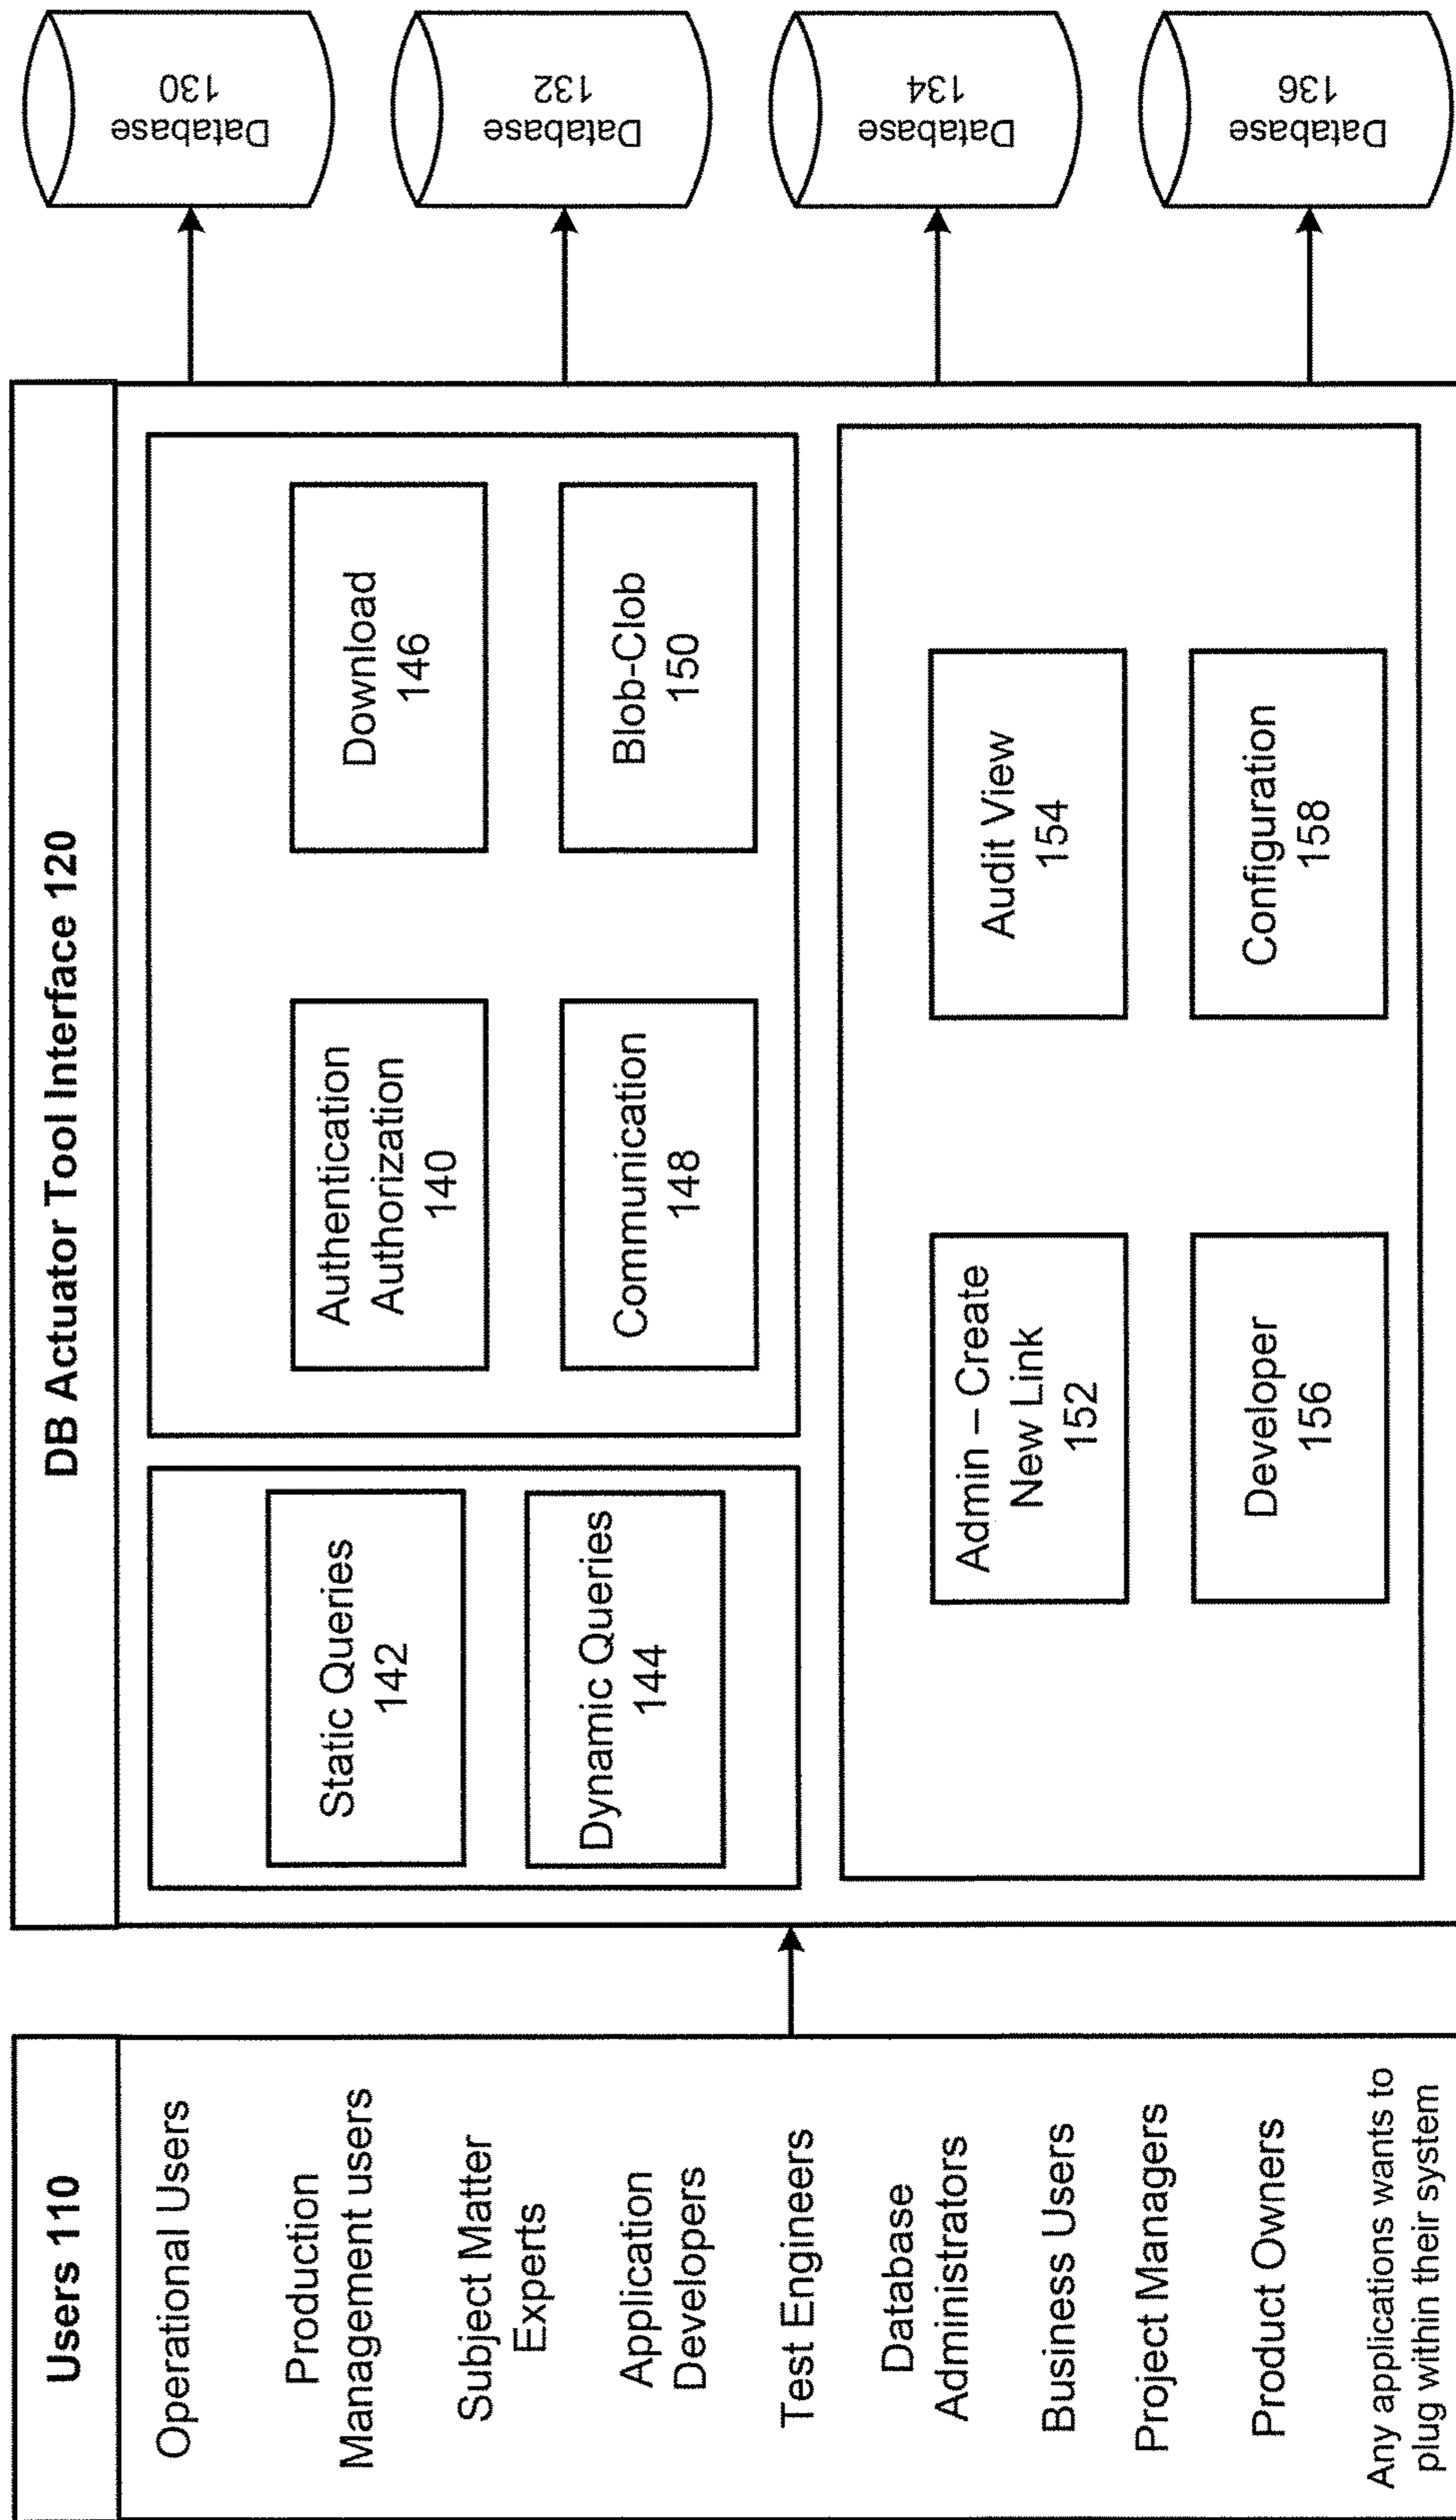 Users 110
Operational Users
Production
Management users
Subject Matter
Experts
Application
Developers
Test Engineers
Database
Administrators
Business Users
Project Managers
Product Owners
Any applications wants to
plug within their system
DB Actuator Tool Interface 120
Static Queries
142
Dynamic Queries
144
Authentication
Authorization
140
Download
146
Communication
148
Blob-Clob
150
Admin – Create
New Link
152
Audit View
154
Developer
156
Configuration
158
Database
130
Database
132
Database
134
Database
136